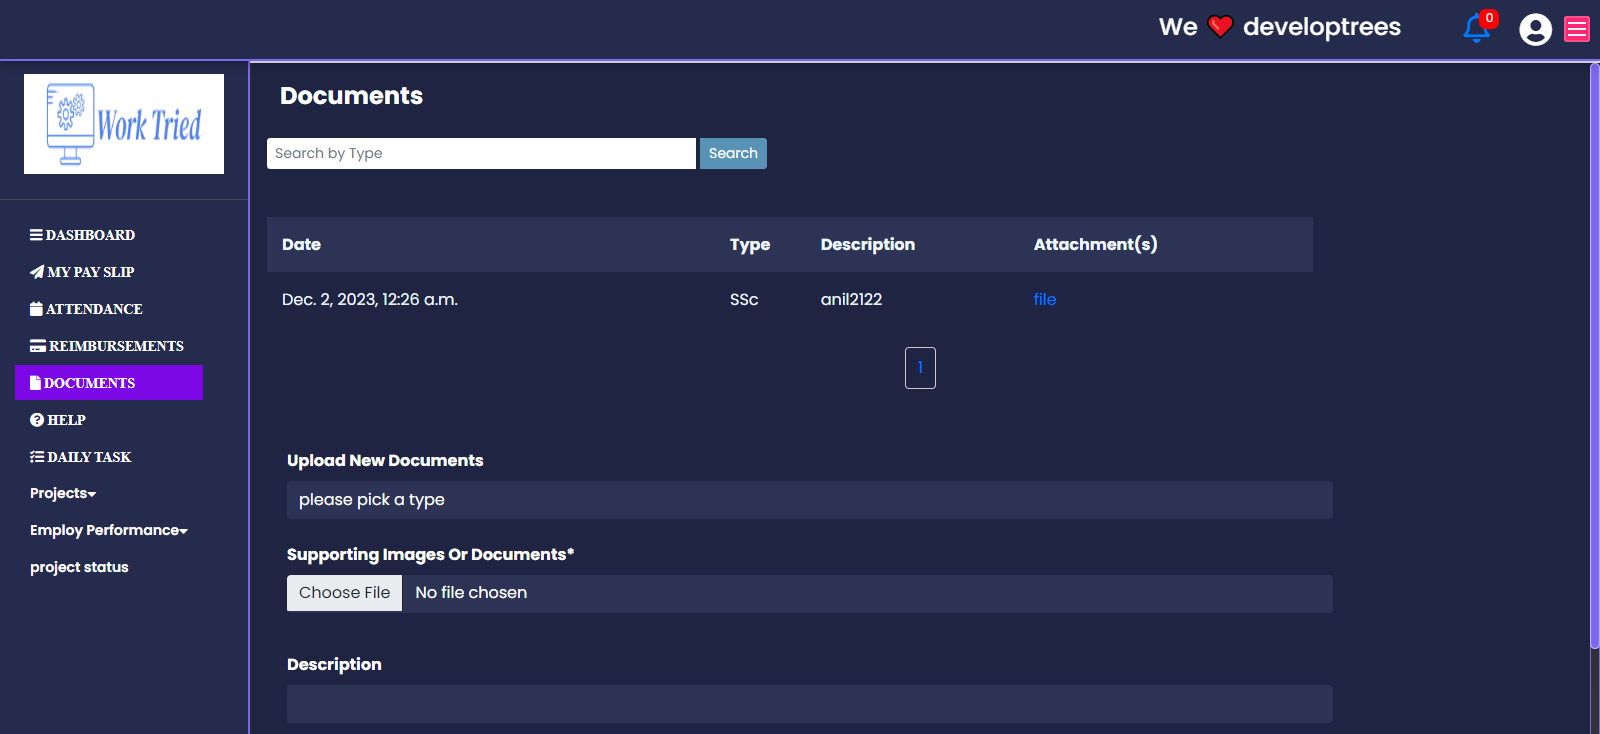 We ❤️ developtrees
0
Work Tried
DASHBOARD
MY PAY SLIP
ATTENDANCE
REIMBURSEMENTS
DOCUMENTS
HELP
DAILY TASK
Projects
Employ Performance
project status
Documents
Search by Type Search
Date Type Description Attachment(s)
Dec. 2, 2023, 12:26 a.m. SSc anil2122 file
1
Upload New Documents
please pick a type
Supporting Images Or Documents*
Choose File No file chosen
Description